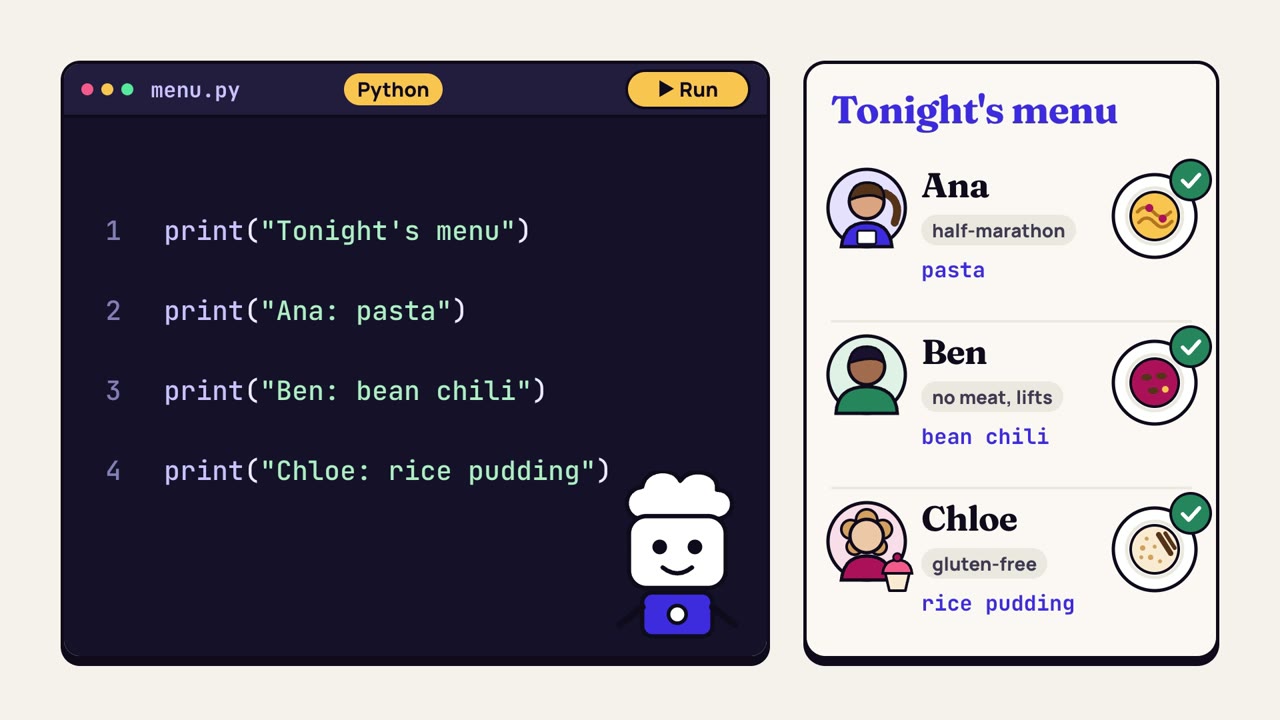 menu.py
Python
▶ Run
1 print("Tonight's menu")
2 print("Ana: pasta")
3 print("Ben: bean chili")
4 print("Chloe: rice pudding")
Tonight's menu
Ana
half-marathon
pasta
Ben
no meat, lifts
bean chili
Chloe
gluten-free
rice pudding